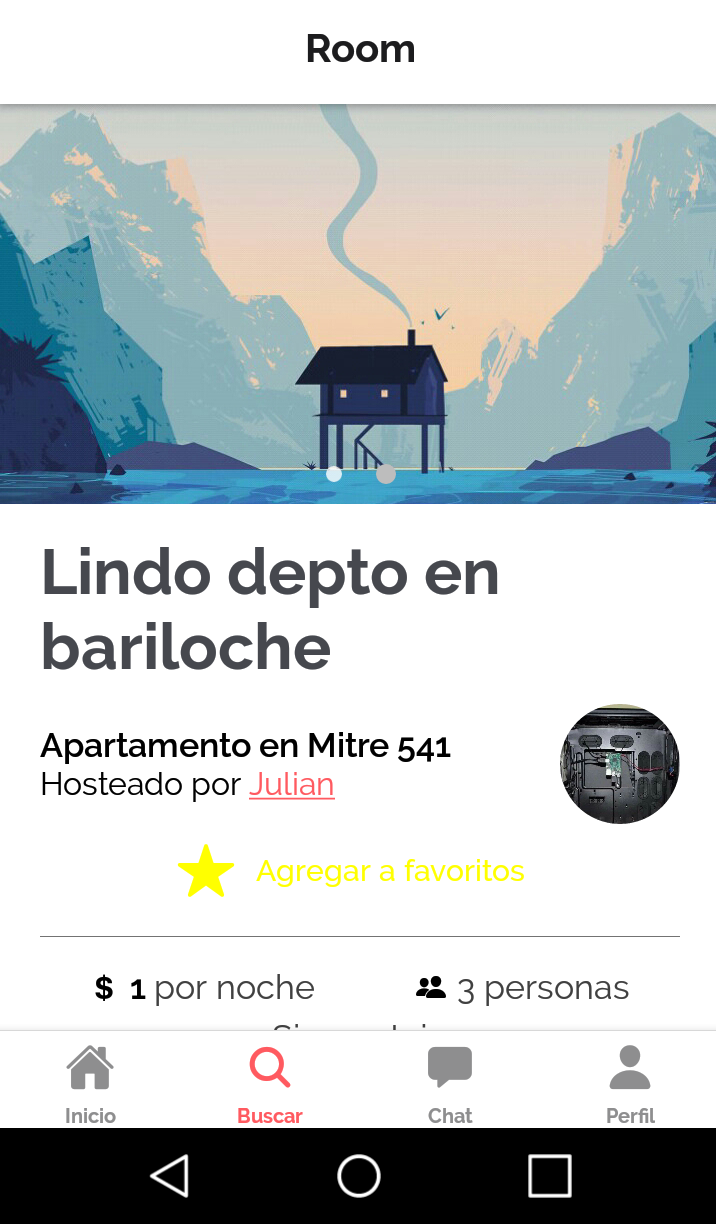 Room
Lindo depto en
bariloche
Apartamento en Mitre 541
Hosteado por Julian
Agregar a favoritos
$ 1 por noche
3 personas
Inicio
Buscar
Chat
Perfil